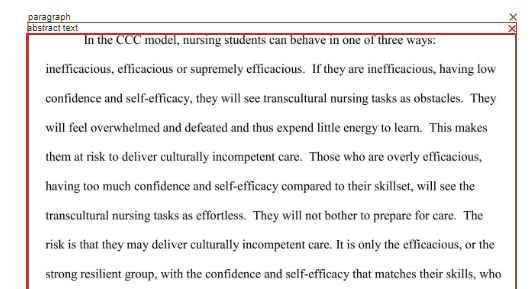 paragraph
abstract text
In the CCC model, nursing students can behave in one of three ways:
inefficacious, efficacious or supremely efficacious.  If they are inefficacious, having low
confidence and self-efficacy, they will see transcultural nursing tasks as obstacles.  They
will feel overwhelmed and defeated and thus expend little energy to learn.  This makes
them at risk to deliver culturally incompetent care.  Those who are overly efficacious,
having too much confidence and self-efficacy compared to their skillset, will see the
transcultural nursing tasks as effortless.  They will not bother to prepare for care.  The
risk is that they may deliver culturally incompetent care. It is only the efficacious, or the
strong resilient group, with the confidence and self-efficacy that matches their skills, who